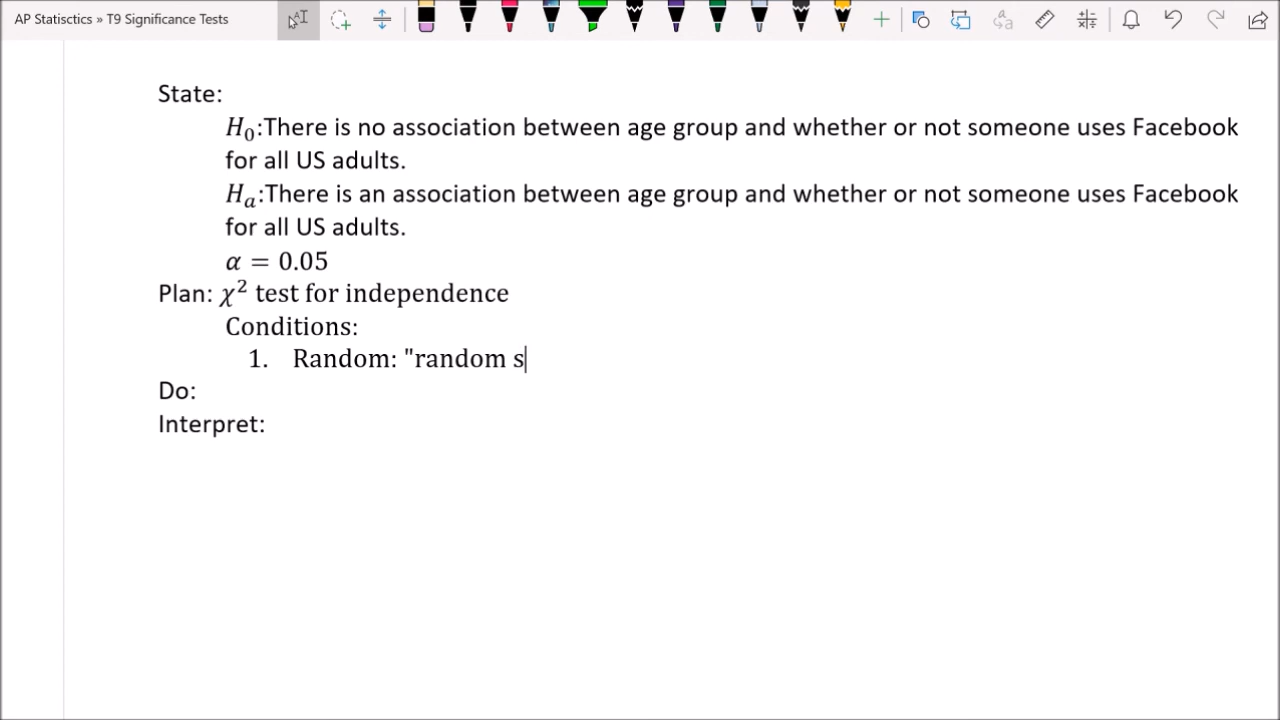 AP Statisctics » T9 Significance Tests
State:
H₀:There is no association between age group and whether or not someone uses Facebook
for all US adults.
Hₐ:There is an association between age group and whether or not someone uses Facebook
for all US adults.
α = 0.05
Plan: χ² test for independence
Conditions:
1. Random: "random s
Do:
Interpret: